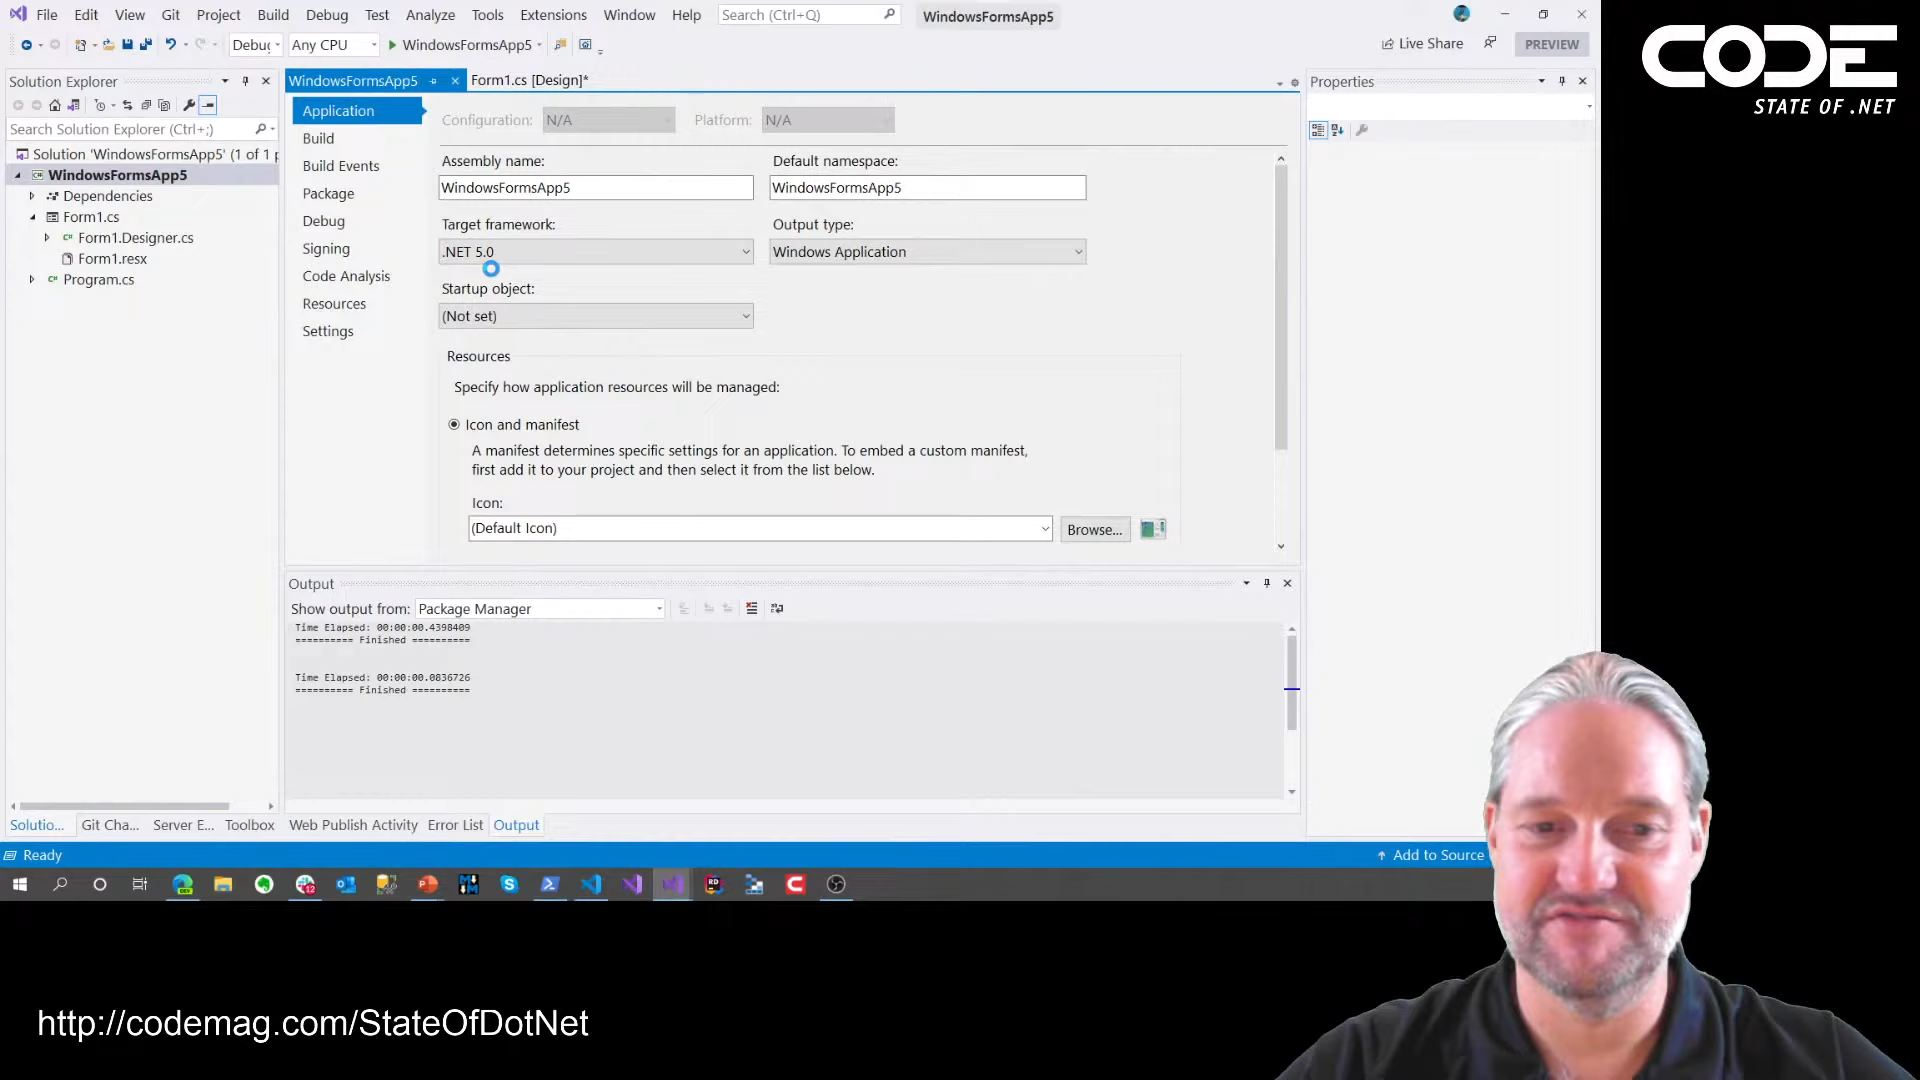 File Edit View Git Project Build Debug Test Analyze Tools Extensions Window Help Search (Ctrl+Q) WindowsFormsApp5
Any CPU WindowsFormsApp5 Live Share PREVIEW
CODE
STATE OF .NET
Solution Explorer
WindowsFormsApp5 Form1.cs [Design]*
Properties
Search Solution Explorer (Ctrl+;)
Solution 'WindowsFormsApp5' (1 of 1 p
WindowsFormsApp5
Dependencies
Form1.cs
Form1.Designer.cs
Form1.resx
Program.cs
Application
Build
Build Events
Package
Debug
Signing
Code Analysis
Resources
Settings
Configuration: N/A Platform: N/A
Assembly name: Default namespace:
WindowsFormsApp5 WindowsFormsApp5
Target framework: Output type:
.NET 5.0 Windows Application
Startup object:
(Not set)
Resources
Specify how application resources will be managed:
Icon and manifest
A manifest determines specific settings for an application. To embed a custom manifest,
first add it to your project and then select it from the list below.
Icon:
(Default Icon) Browse...
Output
Show output from: Package Manager
Time Elapsed: 00:00:00.4398409
========== Finished ==========
Time Elapsed: 00:00:00.0836726
========== Finished ==========
Solutio... Git Cha... Server E... Toolbox Web Publish Activity Error List Output
Ready Add to Source
http://codemag.com/StateOfDotNet